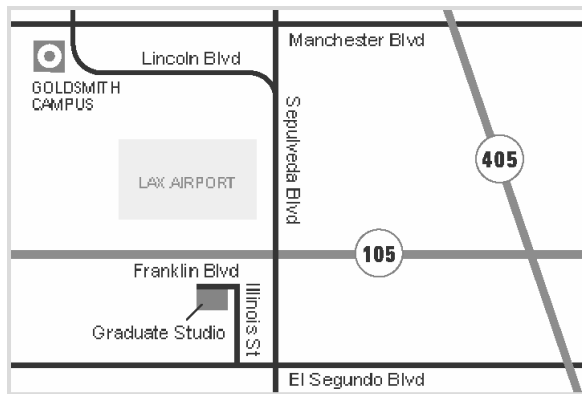 Manchester Blvd
Lincoln Blvd
GOLDSMITH
CAMPUS
Sepulveda Blvd
405
LAX AIRPORT
105
Franklin Blvd
Illinois St
Graduate Studio
El Segundo Blvd